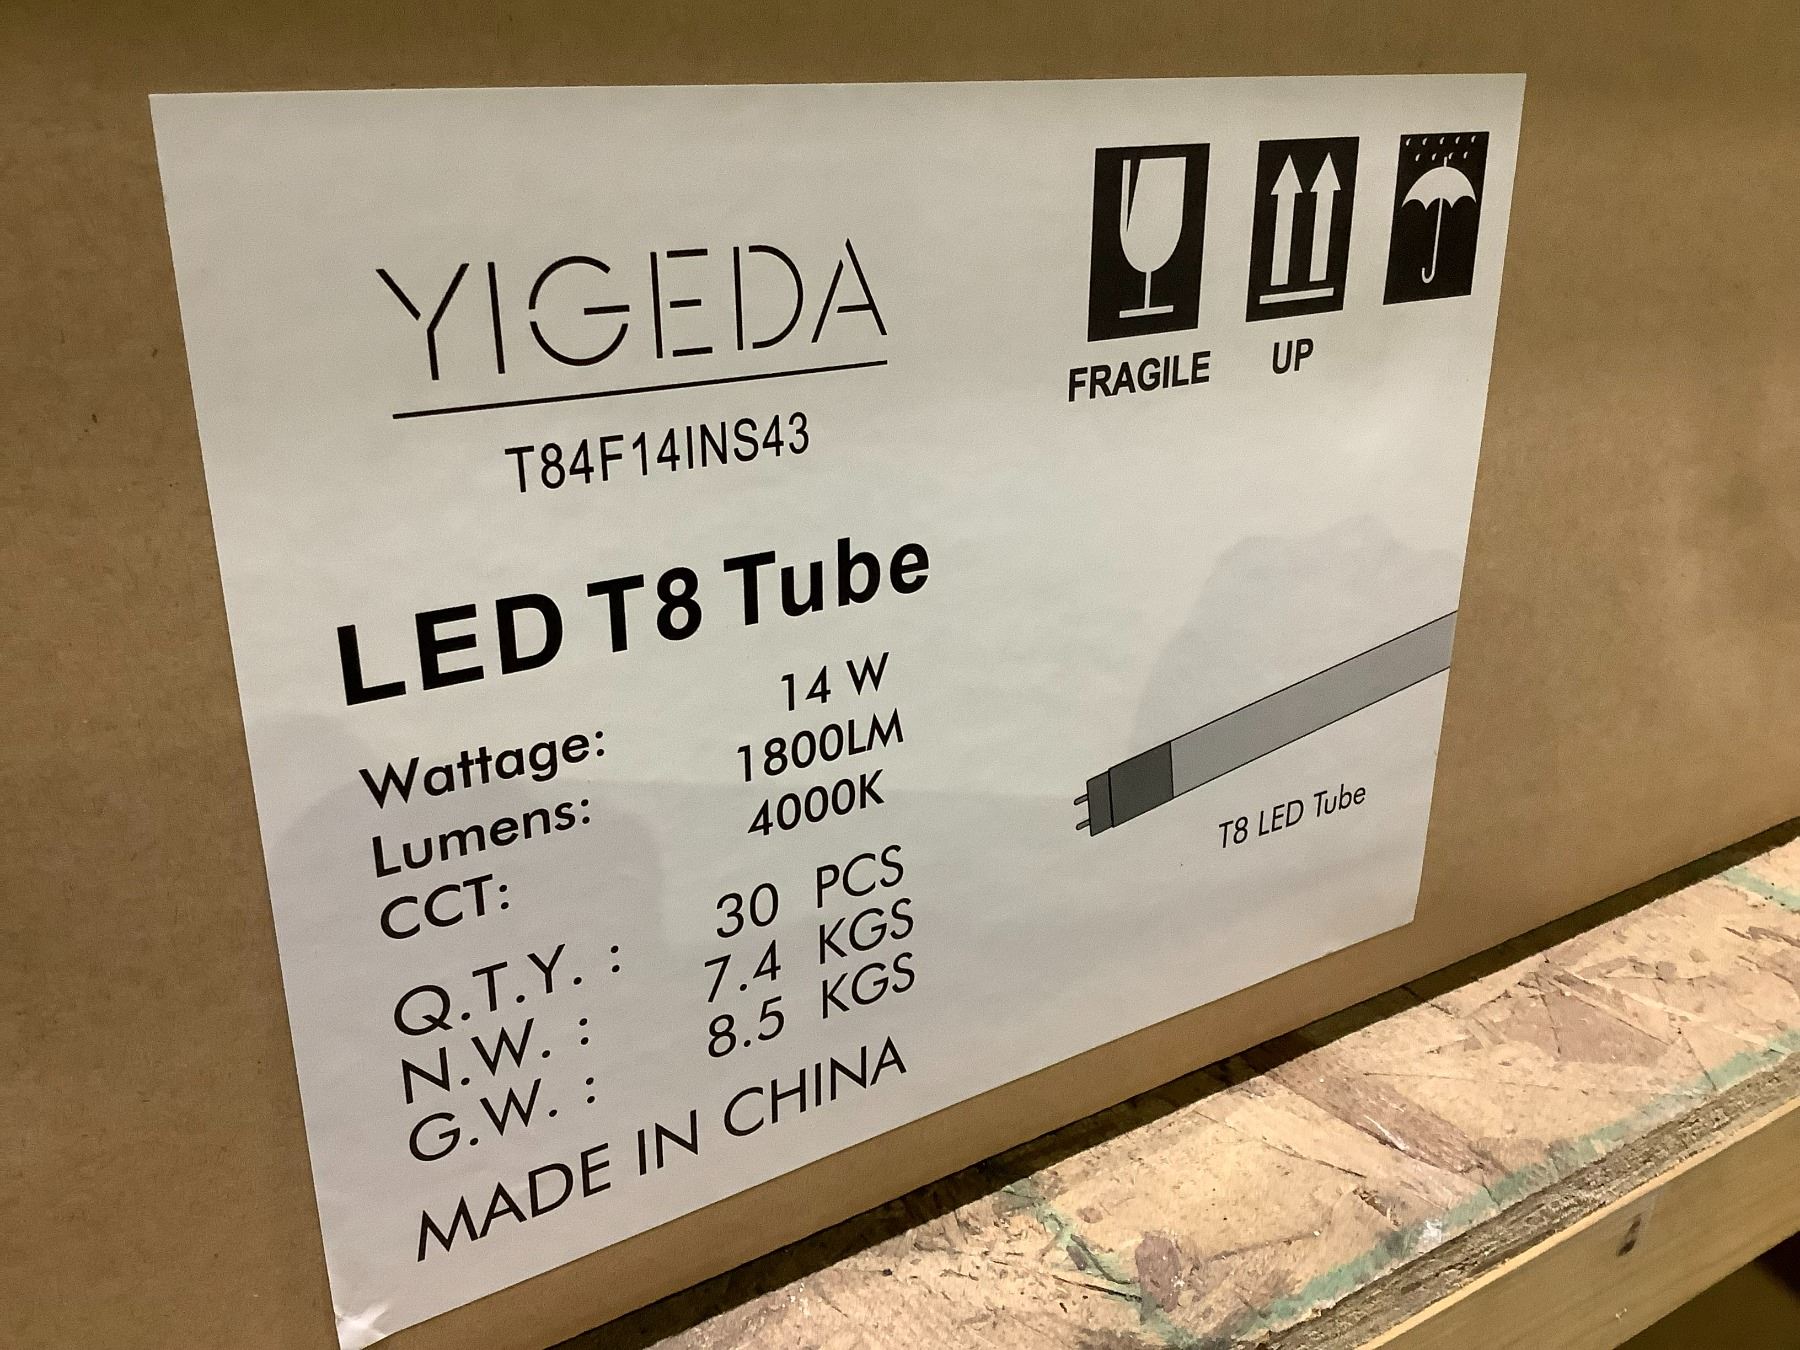 YIGEDA
T84F14INS43
FRAGILE
UP
LED T8 Tube
Wattage: 14 W
Lumens: 1800LM
CCT: 4000K
Q.T.Y. : 30 PCS
N.W. : 7.4 KGS
G.W. : 8.5 KGS
MADE IN CHINA
T8 LED Tube